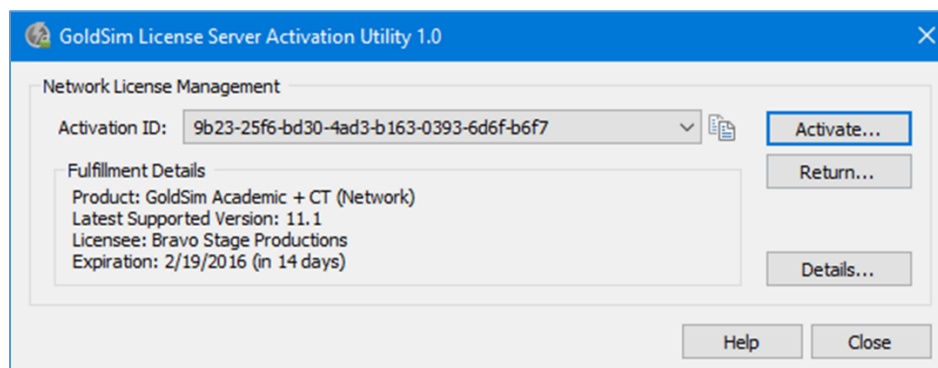 GoldSim License Server Activation Utility 1.0
Network License Management
Activation ID: 9b23-25f6-bd30-4ad3-b163-0393-6d6f-b6f7
Activate...
Return...
Fulfillment Details
Product: GoldSim Academic + CT (Network)
Latest Supported Version: 11.1
Licensee: Bravo Stage Productions
Expiration: 2/19/2016 (in 14 days)
Details...
Help
Close